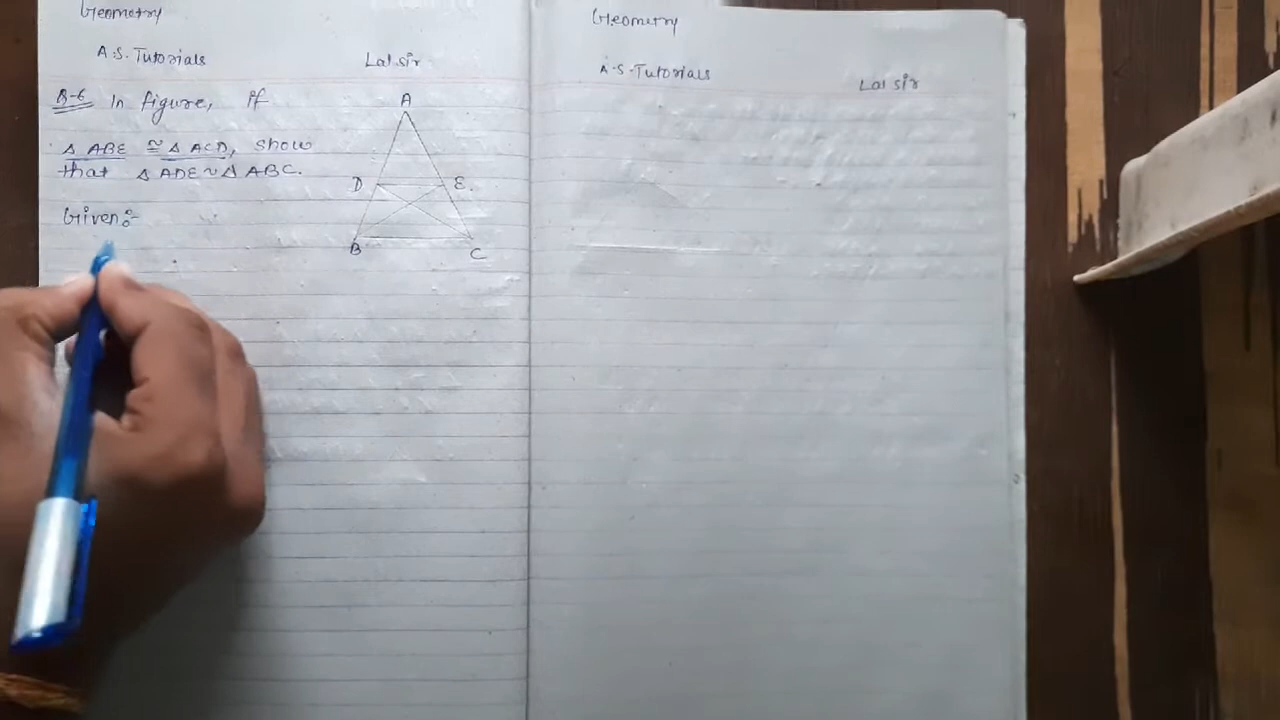 Geometry
A.S. Tutorials Lal sir
Q-6 In figure, if
△ ABE ≅ △ ACD, show
that △ ADE ~ △ ABC.
Given:-
A
D E.
B C
Geometry
A.S. Tutorials
Lal sir